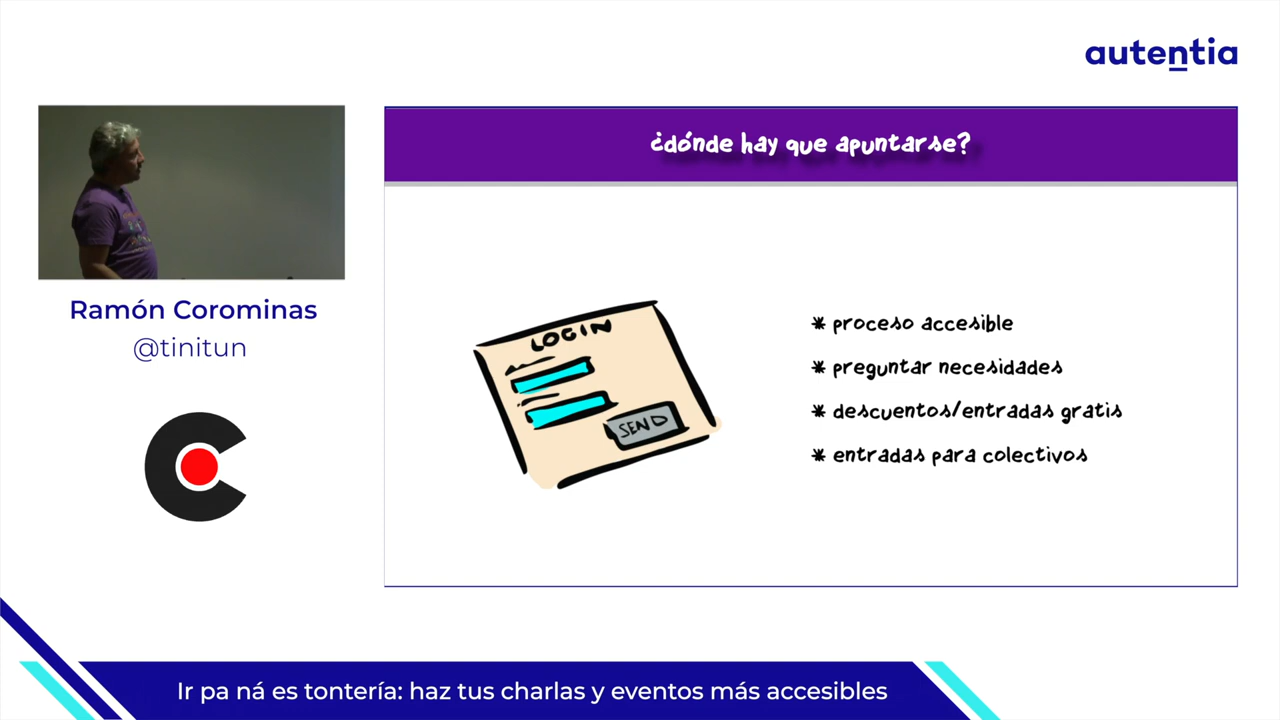 autentia
¿dónde hay que apuntarse?
Ramón Corominas
@tinitun
LOGIN
SEND
* proceso accesible
* preguntar necesidades
* descuentos/entradas gratis
* entradas para colectivos
Ir pa ná es tontería: haz tus charlas y eventos más accesibles